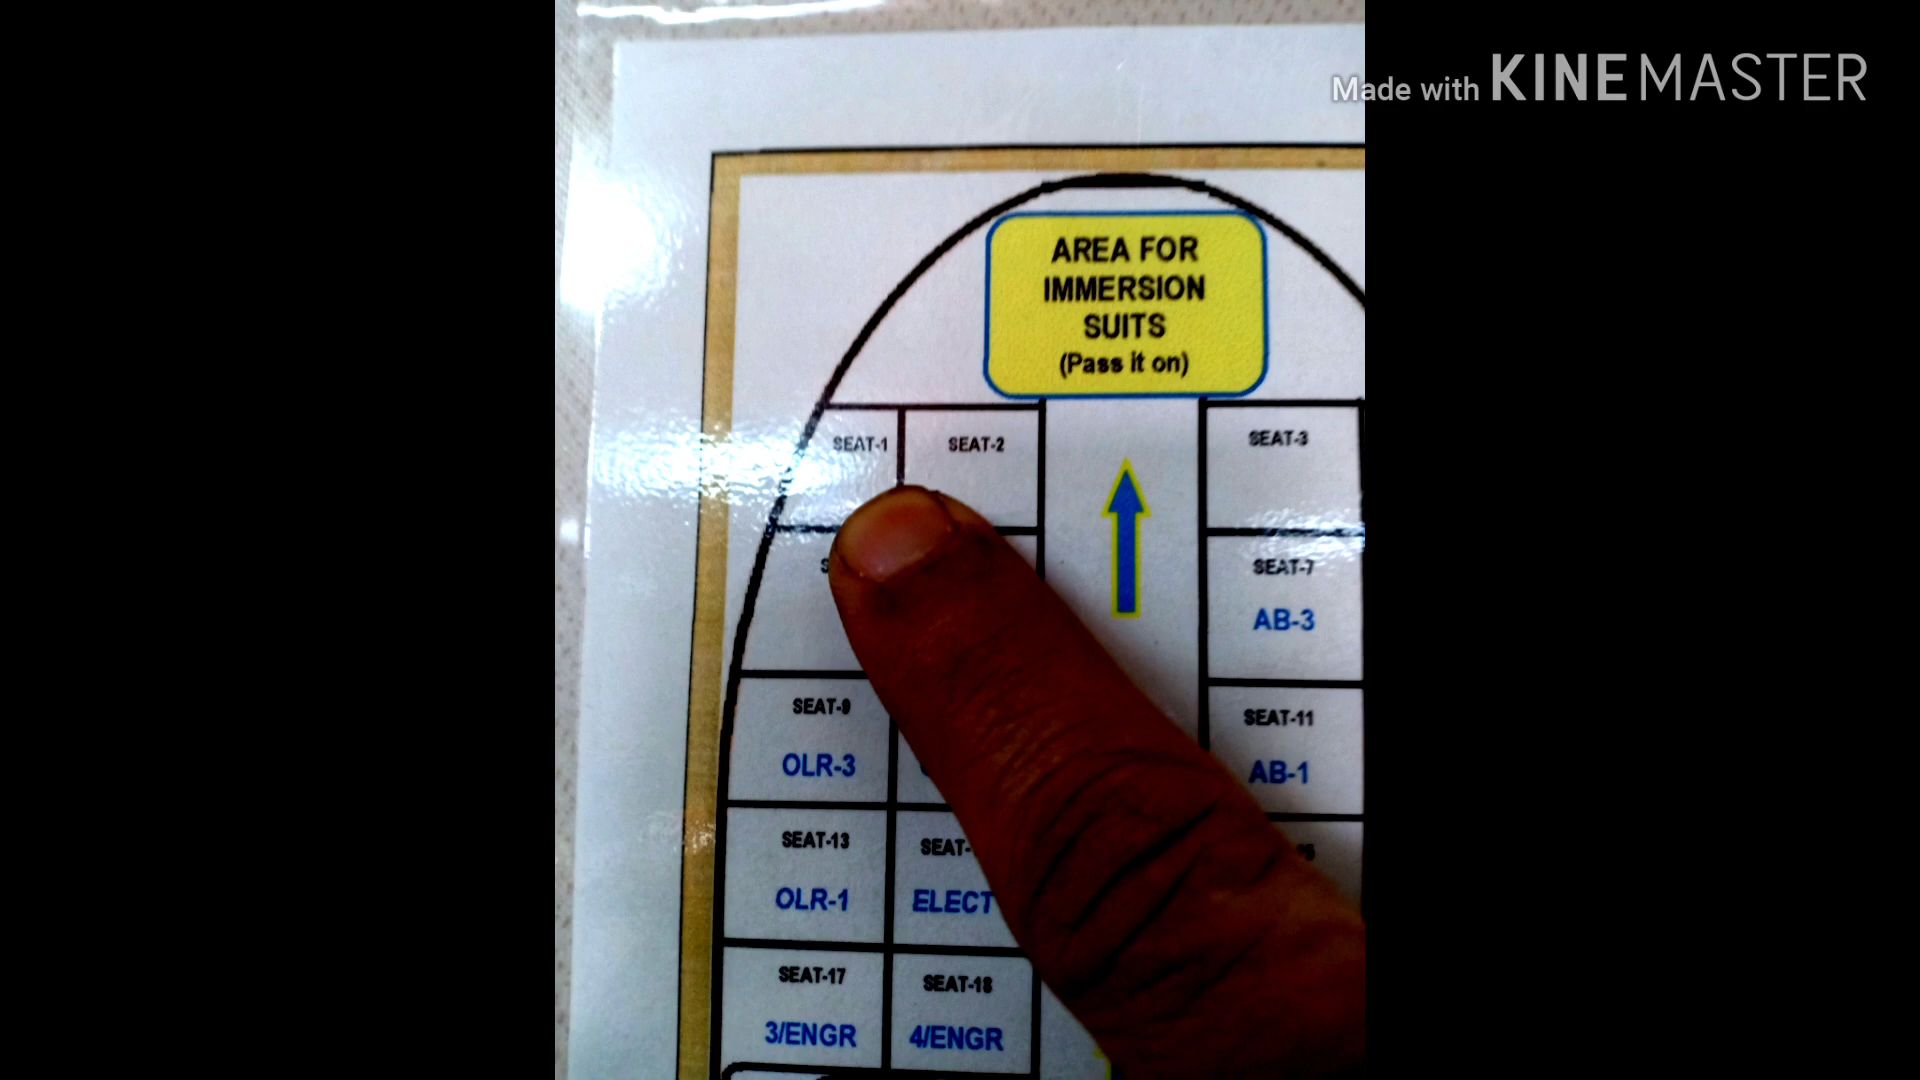 Made with KINEMASTER
AREA FOR
IMMERSION
SUITS
(Pass it on)
SEAT-1
SEAT-2
SEAT-3
SEAT-7
AB-3
SEAT-9
OLR-3
SEAT-11
AB-1
SEAT-13
OLR-1
SEAT-
ELECT
SEAT-17
3/ENGR
SEAT-18
4/ENGR